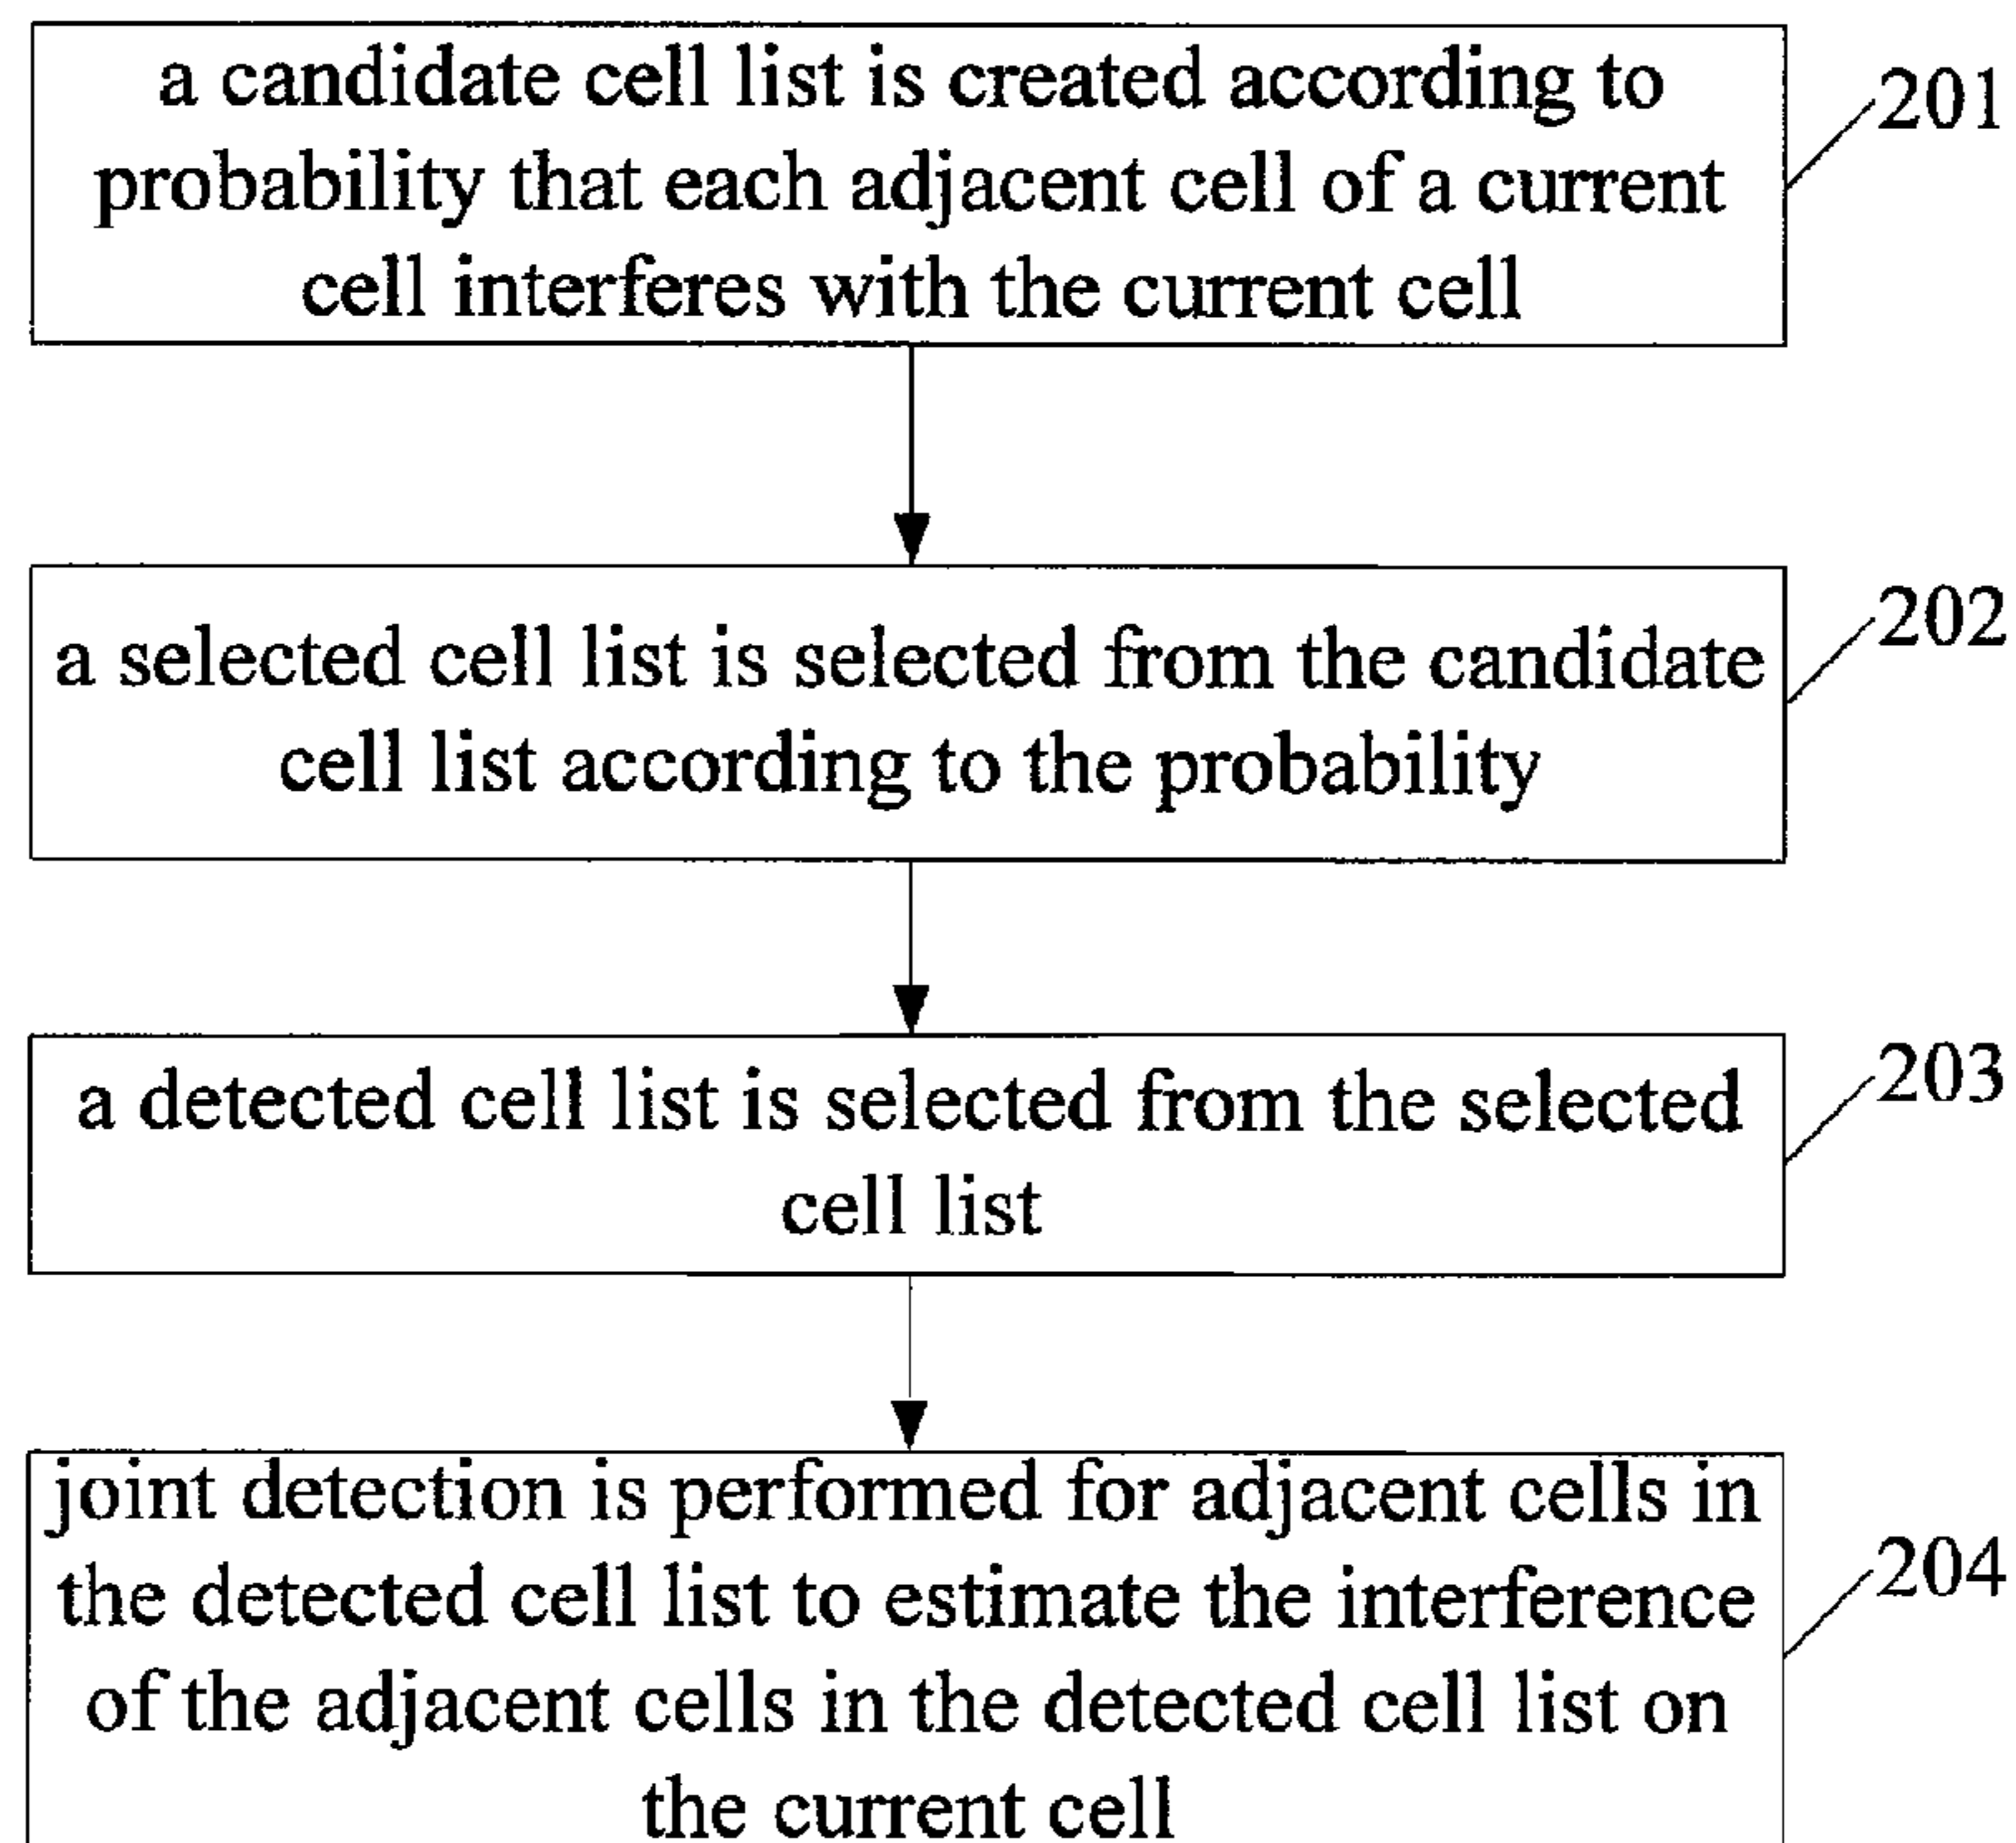 a candidate cell list is created according to
probability that each adjacent cell of a current
cell interferes with the current cell
201
a selected cell list is selected from the candidate
cell list according to the probability
202
a detected cell list is selected from the selected
cell list
203
joint detection is performed for adjacent cells in
the detected cell list to estimate the interference
of the adjacent cells in the detected cell list on
the current cell
204